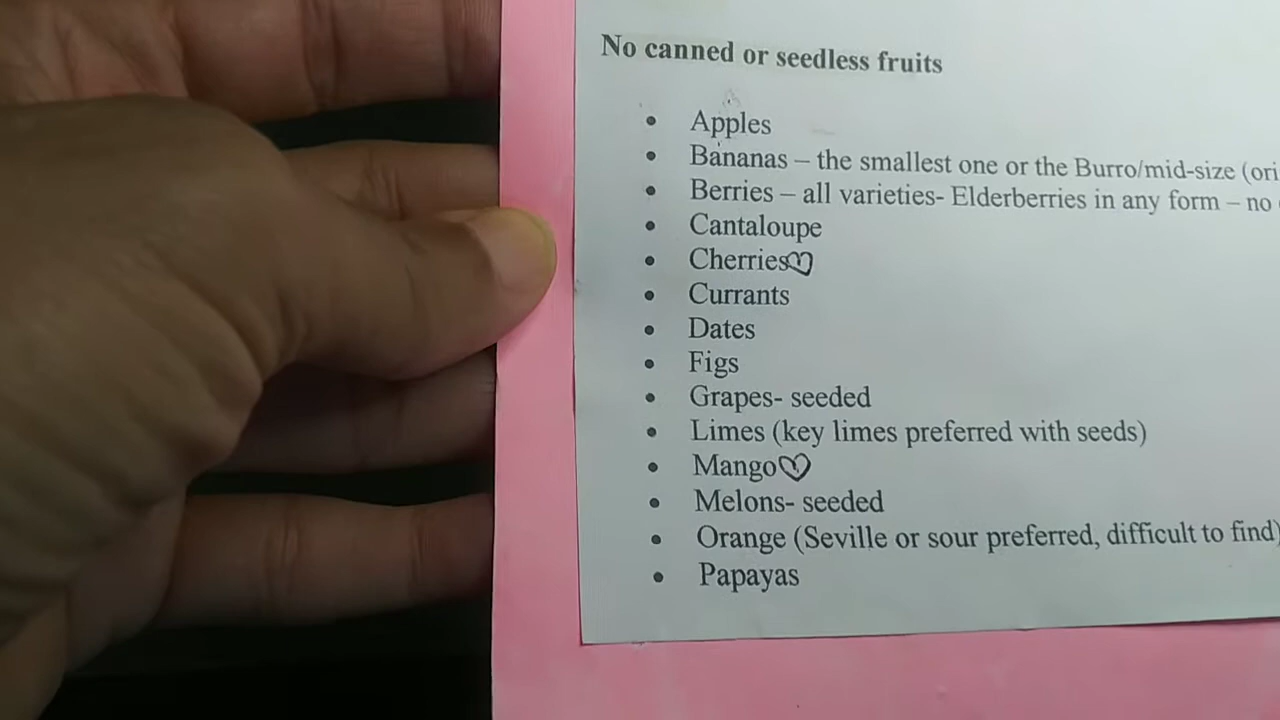 No canned or seedless fruits
• Apples
• Bananas – the smallest one or the Burro/mid-size
• Berries – all varieties- Elderberries in any form – no
• Cantaloupe
• Cherries
• Currants
• Dates
• Figs
• Grapes- seeded
• Limes (key limes preferred with seeds)
• Mango
• Melons- seeded
• Orange (Seville or sour preferred, difficult to find)
• Papayas